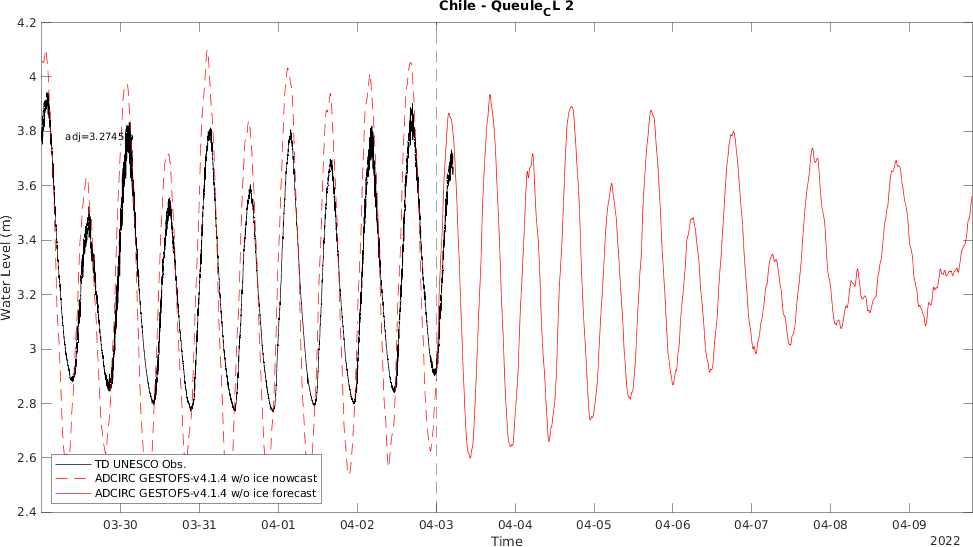 Chile - Queule_CL 2
4.2
4
3.8
3.6
3.4
3.2
3
2.8
2.6
2.4
Water Level (m)
adj=3.2745
TD UNESCO Obs.
ADCIRC GESTOFS-v4.1.4 w/o ice nowcast
ADCIRC GESTOFS-v4.1.4 w/o ice forecast
03-30 03-31 04-01 04-02 04-03 04-04 04-05 04-06 04-07 04-08 04-09
Time
2022